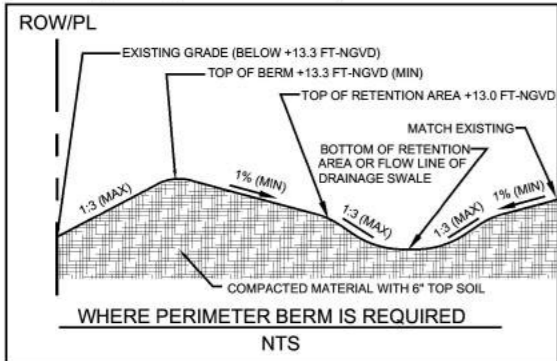 ROW/PL
EXISTING GRADE (BELOW +13.3 FT-NGVD)
TOP OF BERM +13.3 FT-NGVD (MIN)
TOP OF RETENTION AREA +13.0 FT-NGVD
MATCH EXISTING
BOTTOM OF RETENTION
AREA OR FLOW LINE OF
DRAINAGE SWALE
1:3 (MAX)
1% (MIN)
1:3 (MAX)
1:3 (MAX)
1% (MIN)
COMPACTED MATERIAL WITH 6" TOP SOIL
WHERE PERIMETER BERM IS REQUIRED
NTS